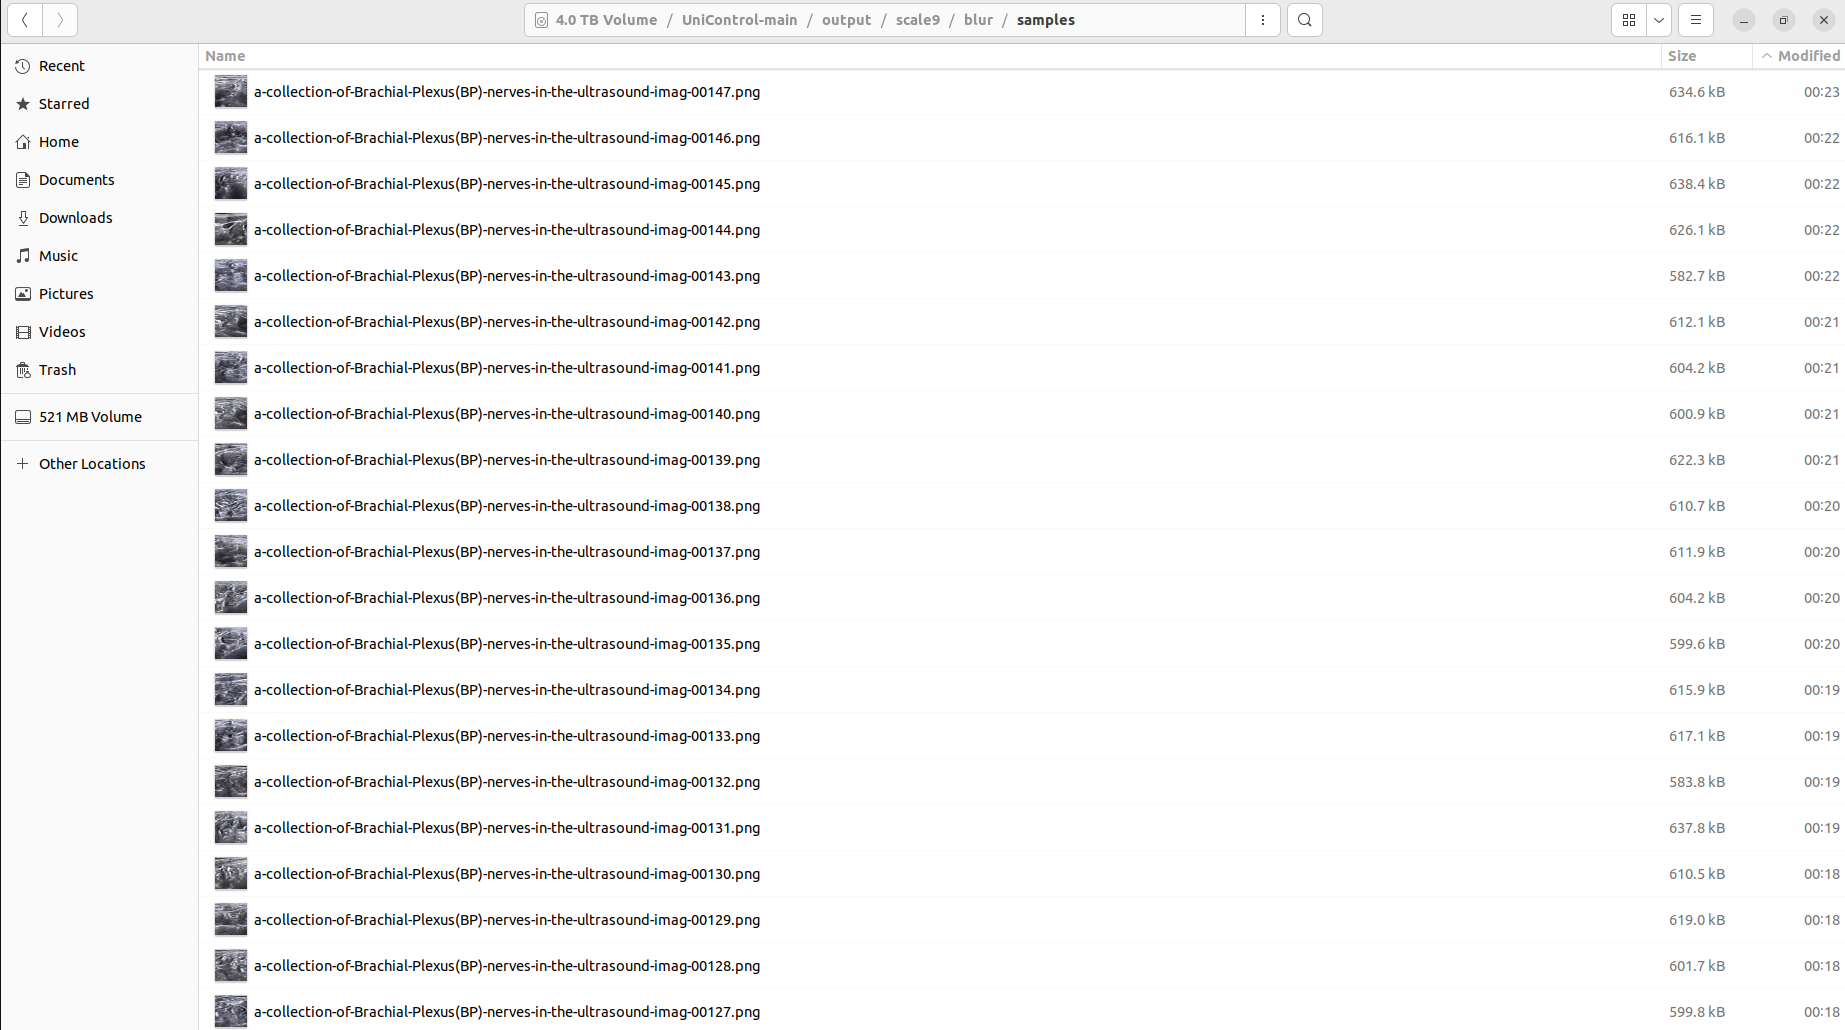 4.0 TB Volume / UniControl-main / output / scale9 / blur / samples
Name Size Modified
Recent
Starred
Home
Documents
Downloads
Music
Pictures
Videos
Trash
521 MB Volume
Other Locations
a-collection-of-Brachial-Plexus(BP)-nerves-in-the-ultrasound-imag-00147.png 634.6 kB 00:23
a-collection-of-Brachial-Plexus(BP)-nerves-in-the-ultrasound-imag-00146.png 616.1 kB 00:22
a-collection-of-Brachial-Plexus(BP)-nerves-in-the-ultrasound-imag-00145.png 638.4 kB 00:22
a-collection-of-Brachial-Plexus(BP)-nerves-in-the-ultrasound-imag-00144.png 626.1 kB 00:22
a-collection-of-Brachial-Plexus(BP)-nerves-in-the-ultrasound-imag-00143.png 582.7 kB 00:22
a-collection-of-Brachial-Plexus(BP)-nerves-in-the-ultrasound-imag-00142.png 612.1 kB 00:21
a-collection-of-Brachial-Plexus(BP)-nerves-in-the-ultrasound-imag-00141.png 604.2 kB 00:21
a-collection-of-Brachial-Plexus(BP)-nerves-in-the-ultrasound-imag-00140.png 600.9 kB 00:21
a-collection-of-Brachial-Plexus(BP)-nerves-in-the-ultrasound-imag-00139.png 622.3 kB 00:21
a-collection-of-Brachial-Plexus(BP)-nerves-in-the-ultrasound-imag-00138.png 610.7 kB 00:20
a-collection-of-Brachial-Plexus(BP)-nerves-in-the-ultrasound-imag-00137.png 611.9 kB 00:20
a-collection-of-Brachial-Plexus(BP)-nerves-in-the-ultrasound-imag-00136.png 604.2 kB 00:20
a-collection-of-Brachial-Plexus(BP)-nerves-in-the-ultrasound-imag-00135.png 599.6 kB 00:20
a-collection-of-Brachial-Plexus(BP)-nerves-in-the-ultrasound-imag-00134.png 615.9 kB 00:19
a-collection-of-Brachial-Plexus(BP)-nerves-in-the-ultrasound-imag-00133.png 617.1 kB 00:19
a-collection-of-Brachial-Plexus(BP)-nerves-in-the-ultrasound-imag-00132.png 583.8 kB 00:19
a-collection-of-Brachial-Plexus(BP)-nerves-in-the-ultrasound-imag-00131.png 637.8 kB 00:19
a-collection-of-Brachial-Plexus(BP)-nerves-in-the-ultrasound-imag-00130.png 610.5 kB 00:18
a-collection-of-Brachial-Plexus(BP)-nerves-in-the-ultrasound-imag-00129.png 619.0 kB 00:18
a-collection-of-Brachial-Plexus(BP)-nerves-in-the-ultrasound-imag-00128.png 601.7 kB 00:18
a-collection-of-Brachial-Plexus(BP)-nerves-in-the-ultrasound-imag-00127.png 599.8 kB 00:18